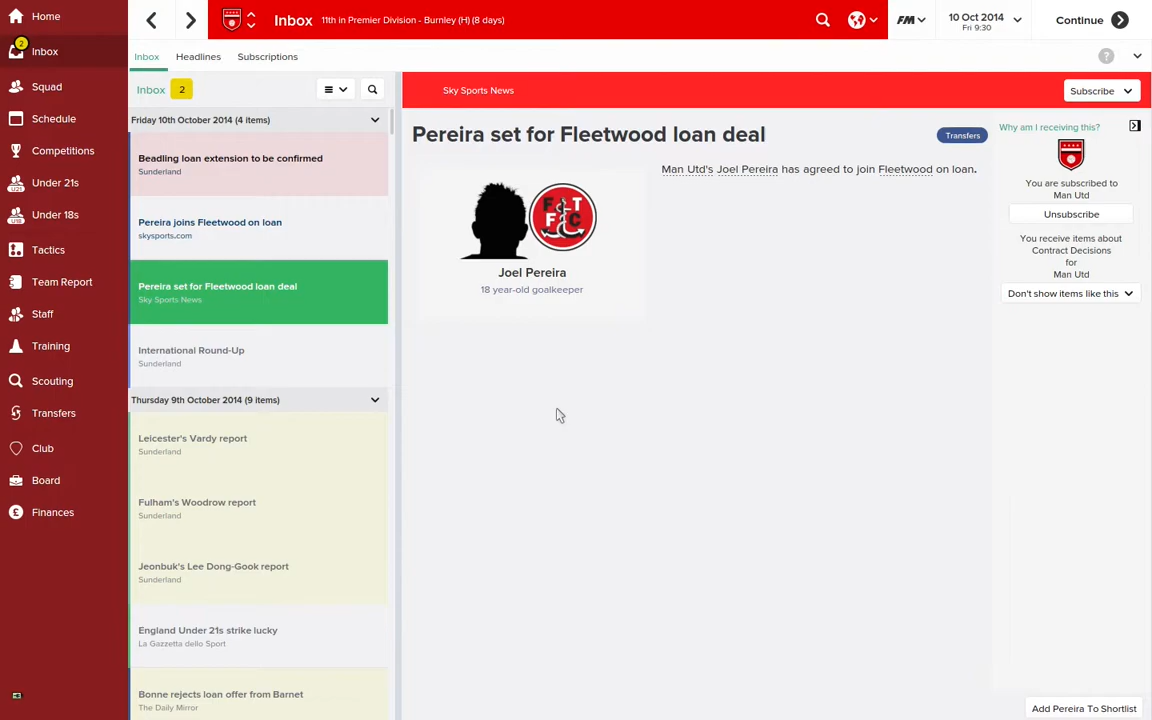 Home
Inbox
11th in Premier Division - Burnley (H) (8 days)
FM
10 Oct 2014
Fri 9:30
Continue
2
Inbox
Squad
Schedule
Competitions
Under 21s
Under 18s
Tactics
Team Report
Staff
Training
Scouting
Transfers
Club
Board
Finances
Inbox
Headlines
Subscriptions
?
Inbox 2
Friday 10th October 2014 (4 items)
Beadling loan extension to be confirmed
Sunderland
Pereira joins Fleetwood on loan
skysports.com
Pereira set for Fleetwood loan deal
Sky Sports News
International Round-Up
Sunderland
Thursday 9th October 2014 (9 items)
Leicester's Vardy report
Sunderland
Fulham's Woodrow report
Sunderland
Jeonbuk's Lee Dong-Gook report
Sunderland
England Under 21s strike lucky
La Gazzetta dello Sport
Bonne rejects loan offer from Barnet
The Daily Mirror
Sky Sports News
Subscribe
Pereira set for Fleetwood loan deal
Transfers
Man Utd's Joel Pereira has agreed to join Fleetwood on loan.
Joel Pereira
18 year-old goalkeeper
Why am I receiving this?
You are subscribed to
Man Utd
Unsubscribe
You receive items about
Contract Decisions
for
Man Utd
Don't show items like this
Add Pereira To Shortlist